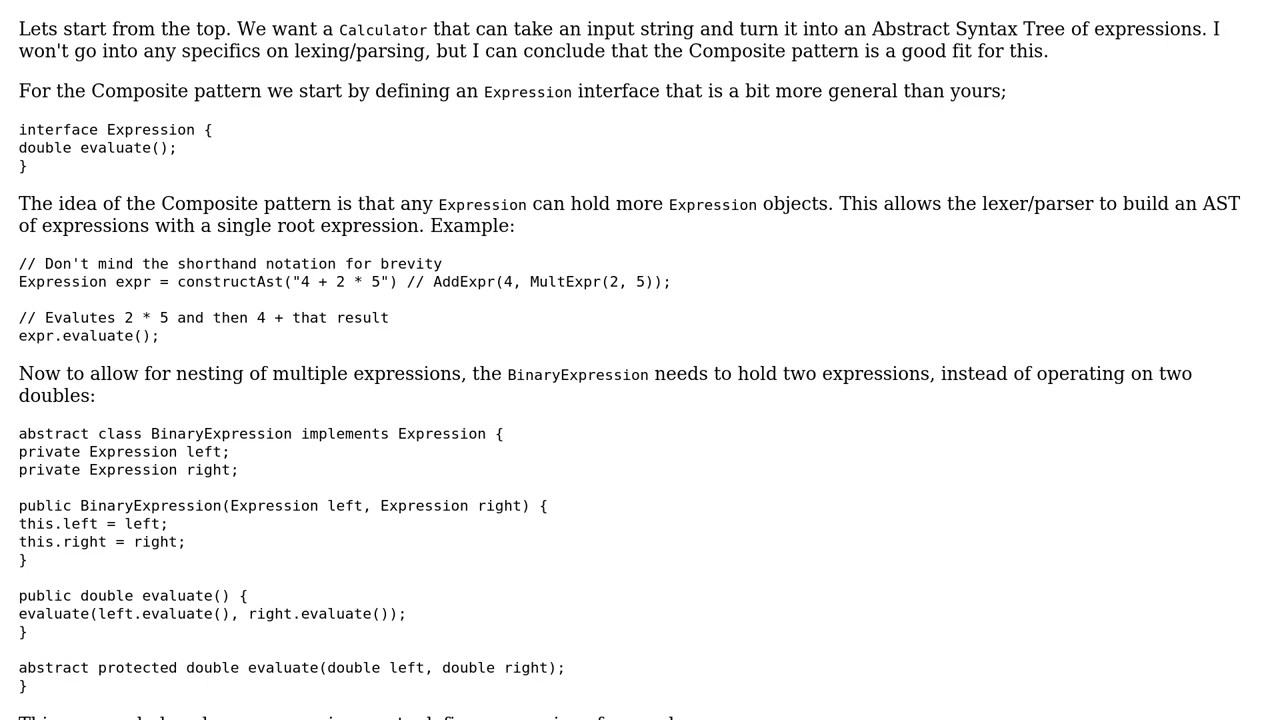 Lets start from the top. We want a Calculator that can take an input string and turn it into an Abstract Syntax Tree of expressions. I
won't go into any specifics on lexing/parsing, but I can conclude that the Composite pattern is a good fit for this.
For the Composite pattern we start by defining an Expression interface that is a bit more general than yours;
interface Expression {
double evaluate();
}
The idea of the Composite pattern is that any Expression can hold more Expression objects. This allows the lexer/parser to build an AST
of expressions with a single root expression. Example:
// Don't mind the shorthand notation for brevity
Expression expr = constructAst("4 + 2 * 5") // AddExpr(4, MultExpr(2, 5));
// Evalutes 2 * 5 and then 4 + that result
expr.evaluate();
Now to allow for nesting of multiple expressions, the BinaryExpression needs to hold two expressions, instead of operating on two
doubles:
abstract class BinaryExpression implements Expression {
private Expression left;
private Expression right;
public BinaryExpression(Expression left, Expression right) {
this.left = left;
this.right = right;
}
public double evaluate() {
evaluate(left.evaluate(), right.evaluate());
}
abstract protected double evaluate(double left, double right);
}